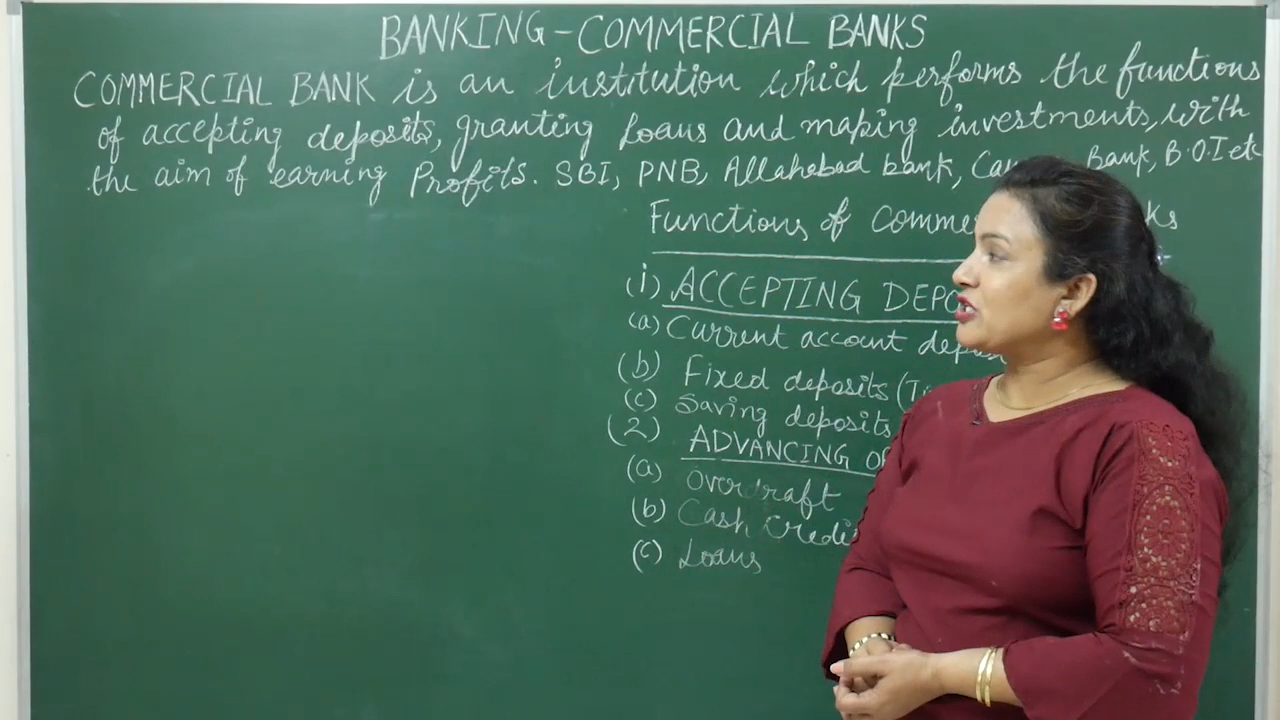 BANKING-COMMERCIAL BANKS
COMMERCIAL BANK is an institution which performs the functions
of accepting deposits, granting Loans and making investments, with
the aim of earning Profits. SBI, PNB, Allahabad bank, Bank, B.O.I etc
Functions of
(i) ACCEPTING
(a) Current account
(b) Fixed deposits
(c) Saving deposits
(2) ADVANCING
(a) Overdraft
(b) Cash
(c) Loans